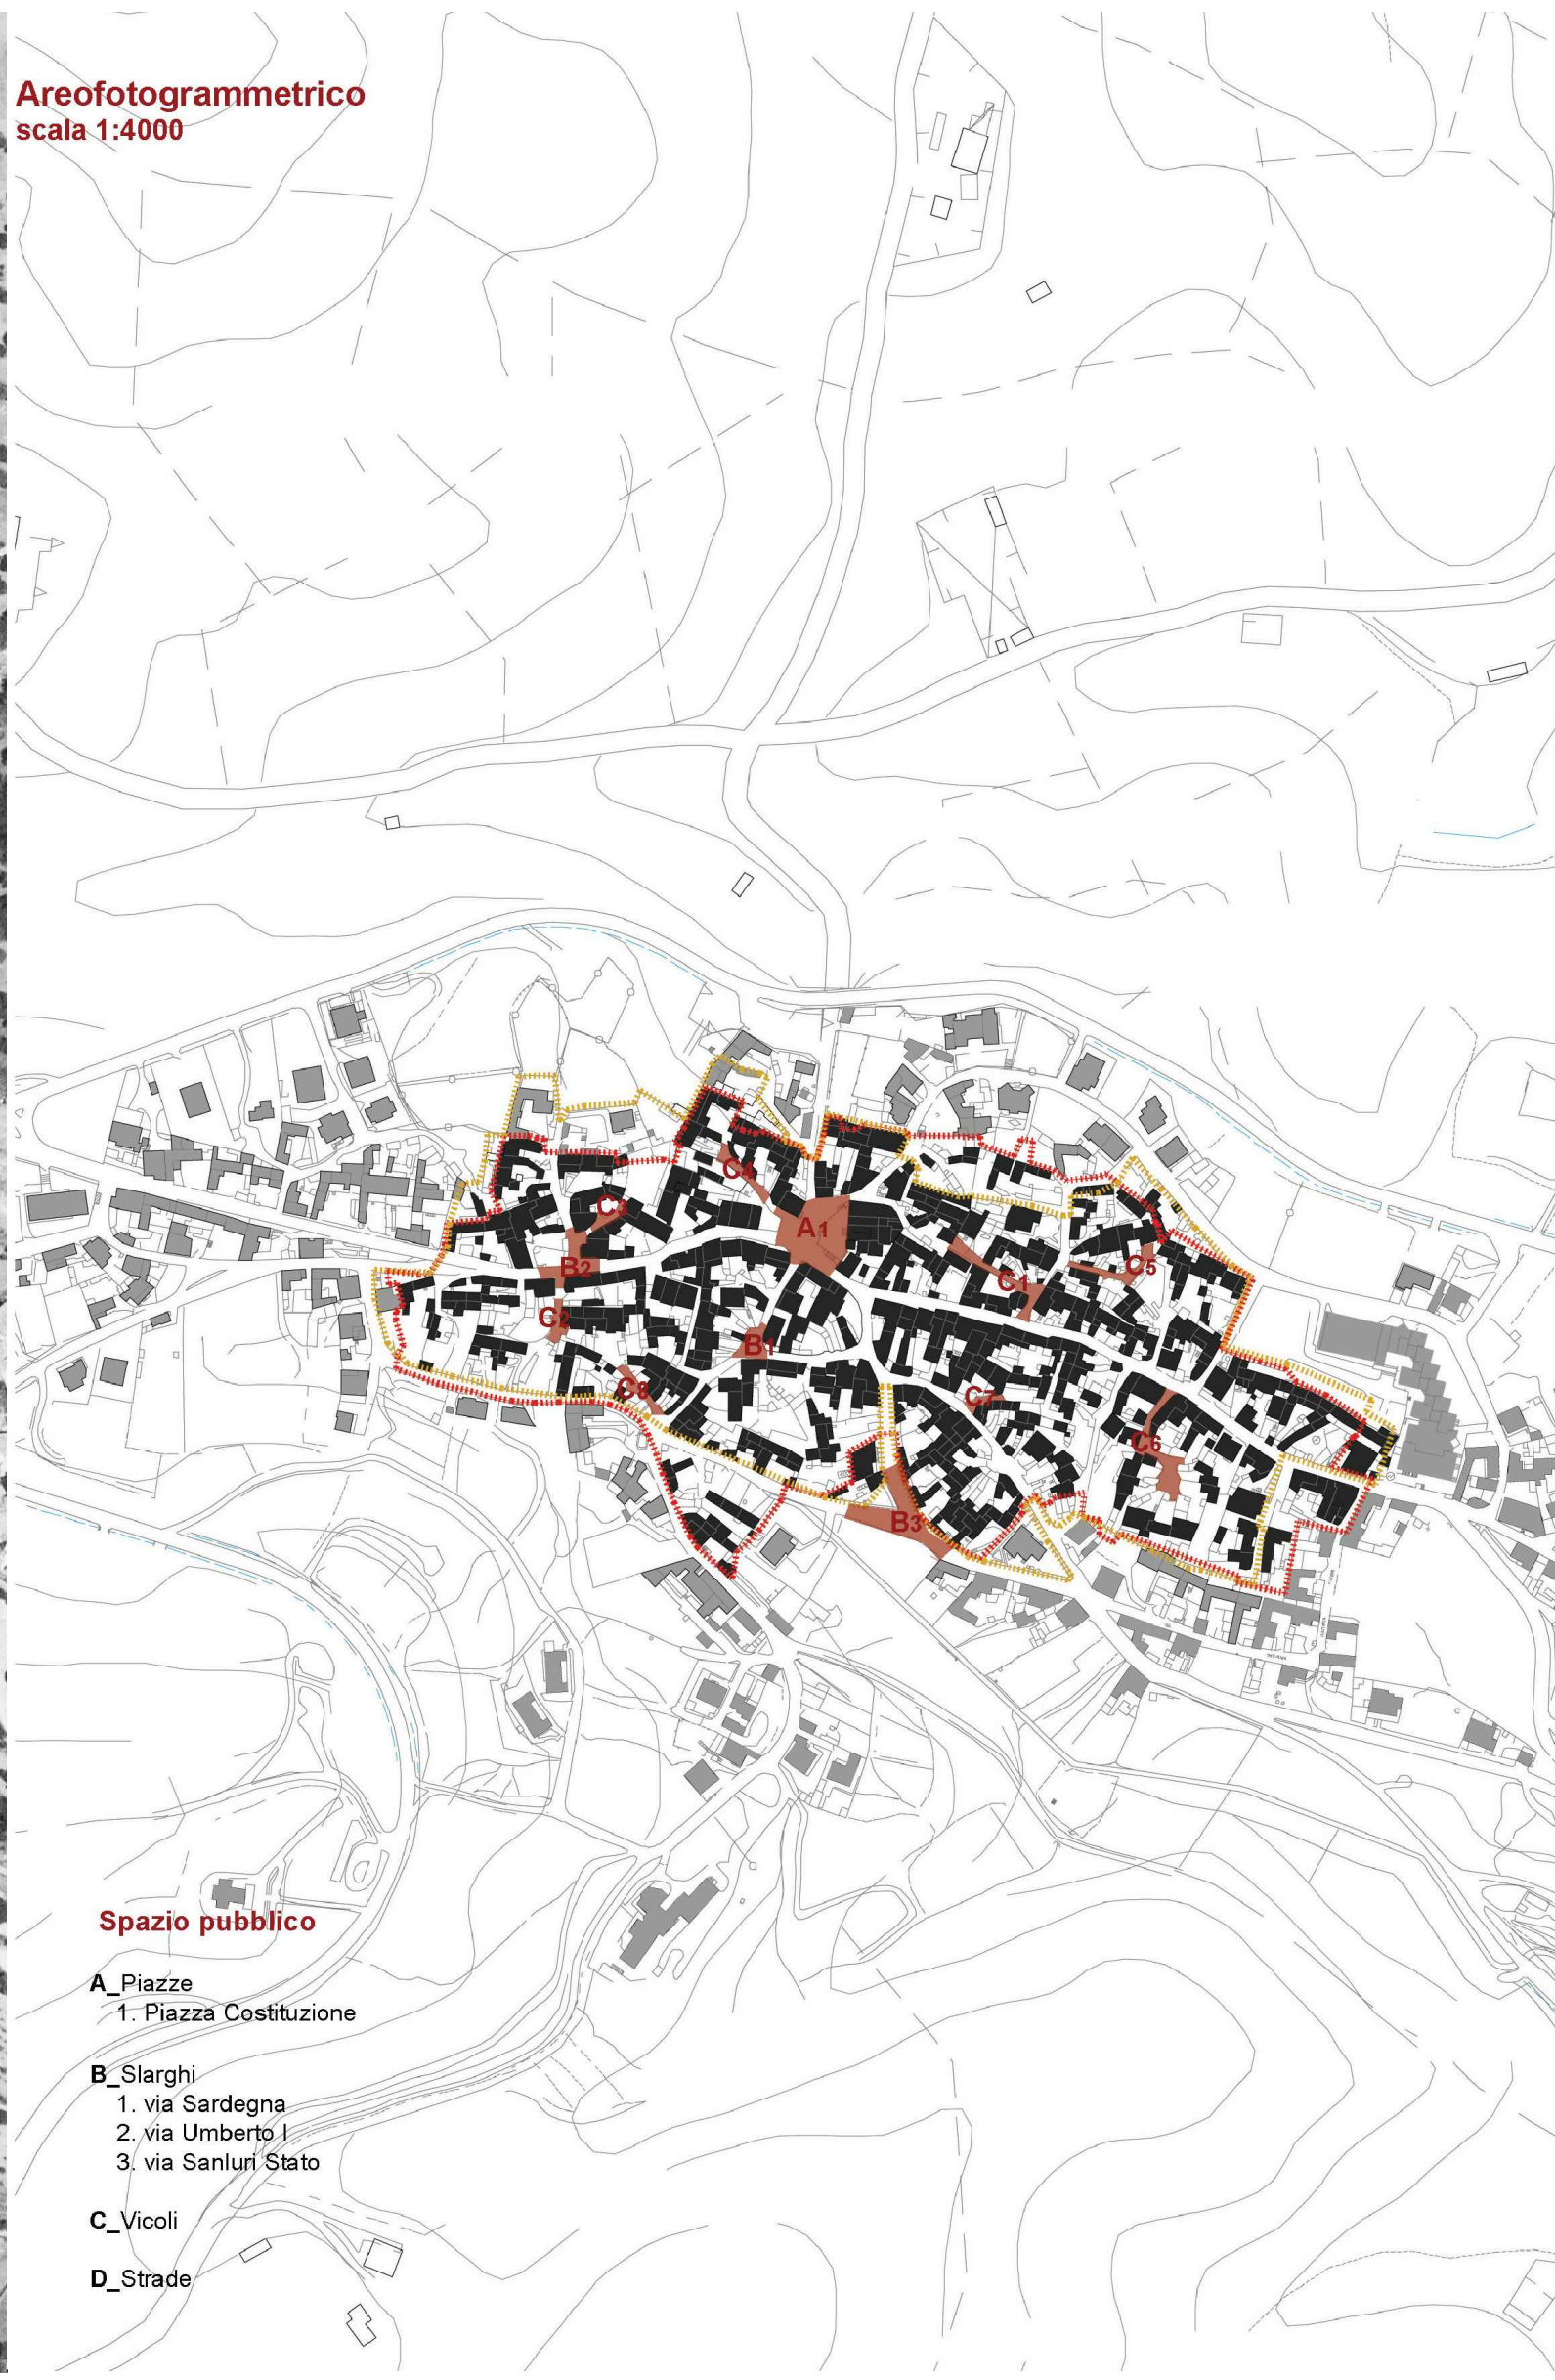 Areofotogrammetrico
scala 1:4000
C4
C3
A1
B2
C5
C1
C2
B1
C8
C7
C6
B3
Spazio pubblico
A_Piazze
1. Piazza Costituzione
B_Slarghi
1. via Sardegna
2. via Umberto I
3. via Sanluri Stato
C_Vicoli
D_Strade